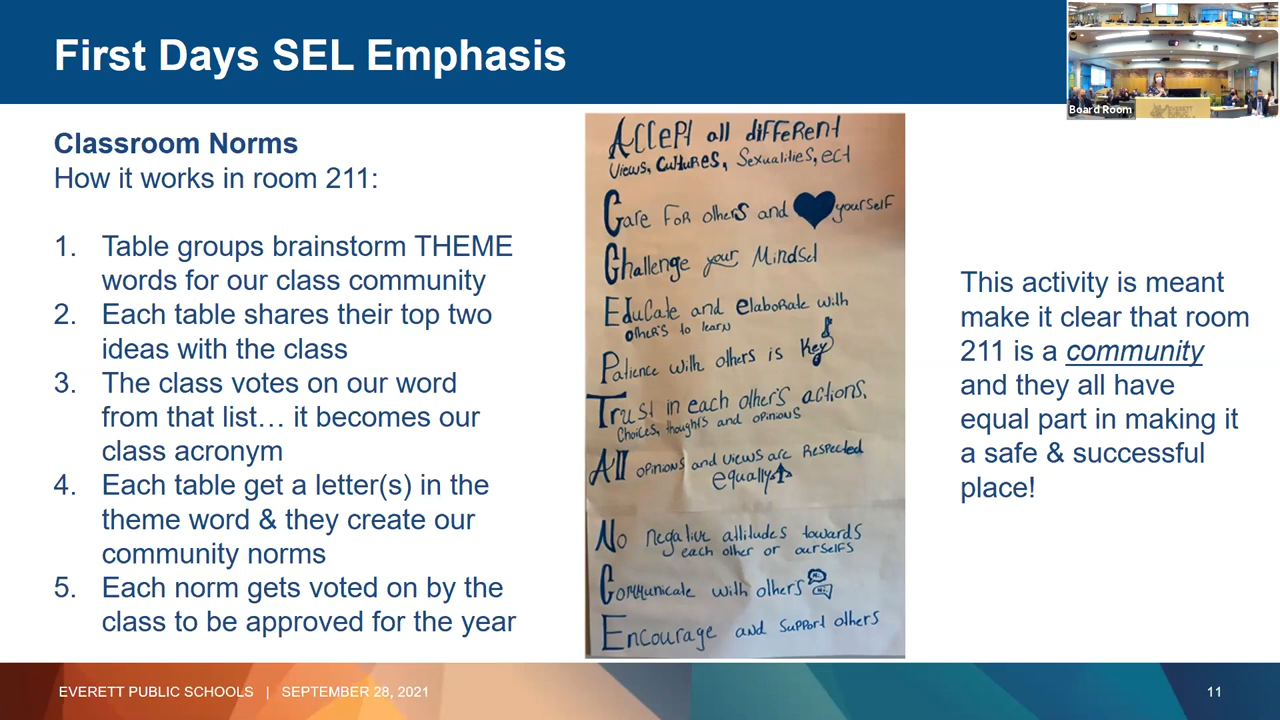 First Days SEL Emphasis
Board Room
Classroom Norms
How it works in room 211:
1. Table groups brainstorm THEME
words for our class community
2. Each table shares their top two
ideas with the class
3. The class votes on our word
from that list… it becomes our
class acronym
4. Each table get a letter(s) in the
theme word & they create our
community norms
5. Each norm gets voted on by the
class to be approved for the year
Accept all different
Views, Cultures, Sexualities, ect
Care For others and yourself
Challenge your Mindset
Educate and elaborate with
other's to learn
Patience with others is Key
Trust in each other's actions,
Choices, thoughts and opinions
All opinions and views are Respected
equally
No negative attitudes towards
each other or ourselfs
Communicate with other's
Encourage and support others
This activity is meant
make it clear that room
211 is a community
and they all have
equal part in making it
a safe & successful
place!
EVERETT PUBLIC SCHOOLS | SEPTEMBER 28, 2021
11